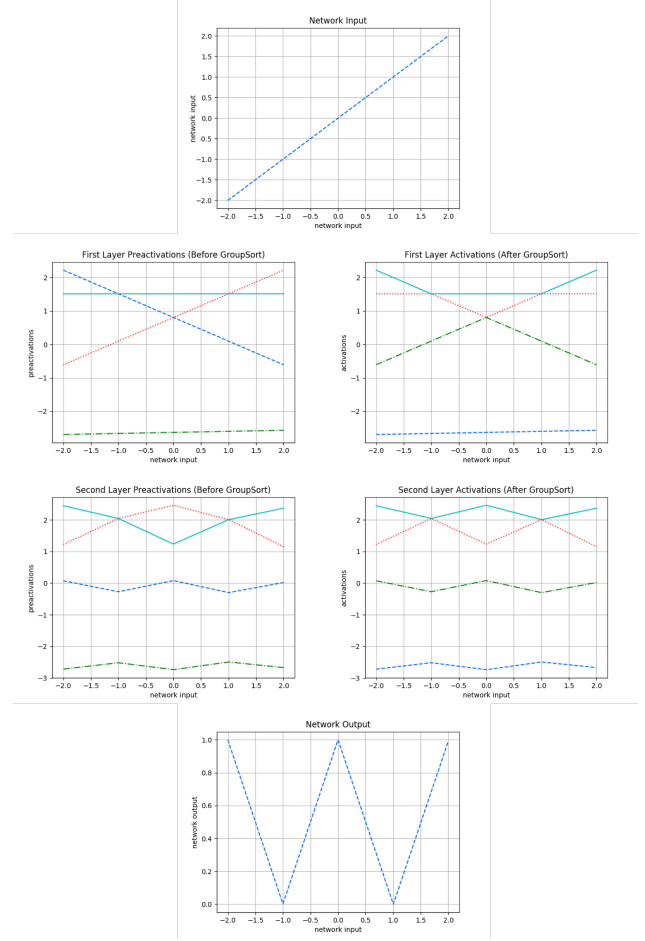 Network Input
2.0
1.5
1.0
0.5
0.0
−0.5
−1.0
−1.5
−2.0
network input
−2.0 −1.5 −1.0 −0.5 0.0 0.5 1.0 1.5 2.0
network input
First Layer Preactivations (Before GroupSort)
2
1
0
−1
−2
preactivations
−2.0 −1.5 −1.0 −0.5 0.0 0.5 1.0 1.5 2.0
network input
First Layer Activations (After GroupSort)
2
1
0
−1
−2
activations
−2.0 −1.5 −1.0 −0.5 0.0 0.5 1.0 1.5 2.0
network input
Second Layer Preactivations (Before GroupSort)
2
1
0
−1
−2
−3
preactivations
−2.0 −1.5 −1.0 −0.5 0.0 0.5 1.0 1.5 2.0
network input
Second Layer Activations (After GroupSort)
2
1
0
−1
−2
−3
activations
−2.0 −1.5 −1.0 −0.5 0.0 0.5 1.0 1.5 2.0
network input
Network Output
1.0
0.8
0.6
0.4
0.2
0.0
network output
−2.0 −1.5 −1.0 −0.5 0.0 0.5 1.0 1.5 2.0
network input